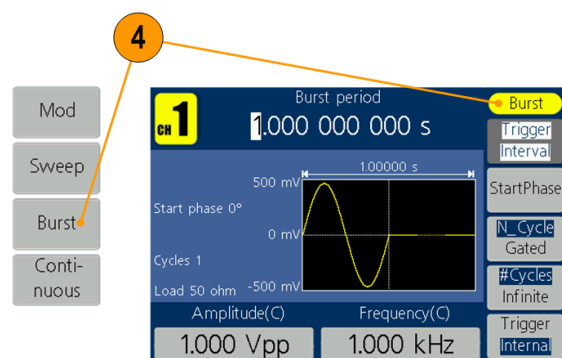 4
Mod
Sweep
Burst
Conti-
nuous
CH 1
Burst period
1.000 000 000 s
Start phase 0°
Cycles 1
Load 50 ohm
1.00000 s
500 mV
0 mV
-500 mV
Amplitude(C)
1.000 Vpp
Frequency(C)
1.000 kHz
Burst
Trigger
Interval
StartPhase
N_Cycle
Gated
#Cycles
Infinite
Trigger
Internal